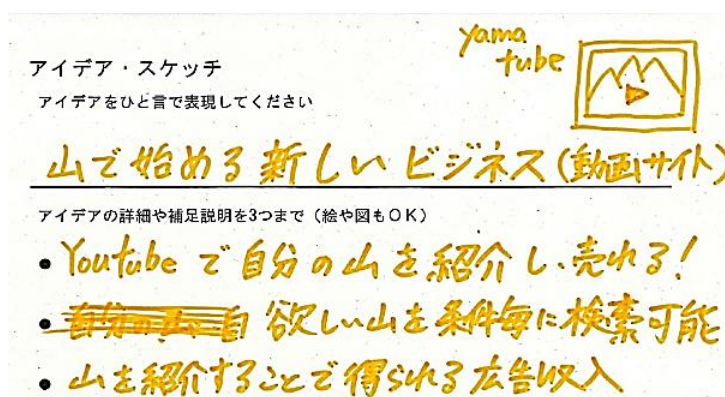 yama
tube
アイデア・スケッチ
アイデアをひと言で表現してください
山で始める新しいビジネス(動画サイト)
アイデアの詳細や補足説明を3つまで(絵や図もOK)
• Youtubeで自分の山を紹介し、売れる!
• 欲しい山を条件毎に検索可能
• 山を紹介することで得られる広告収入